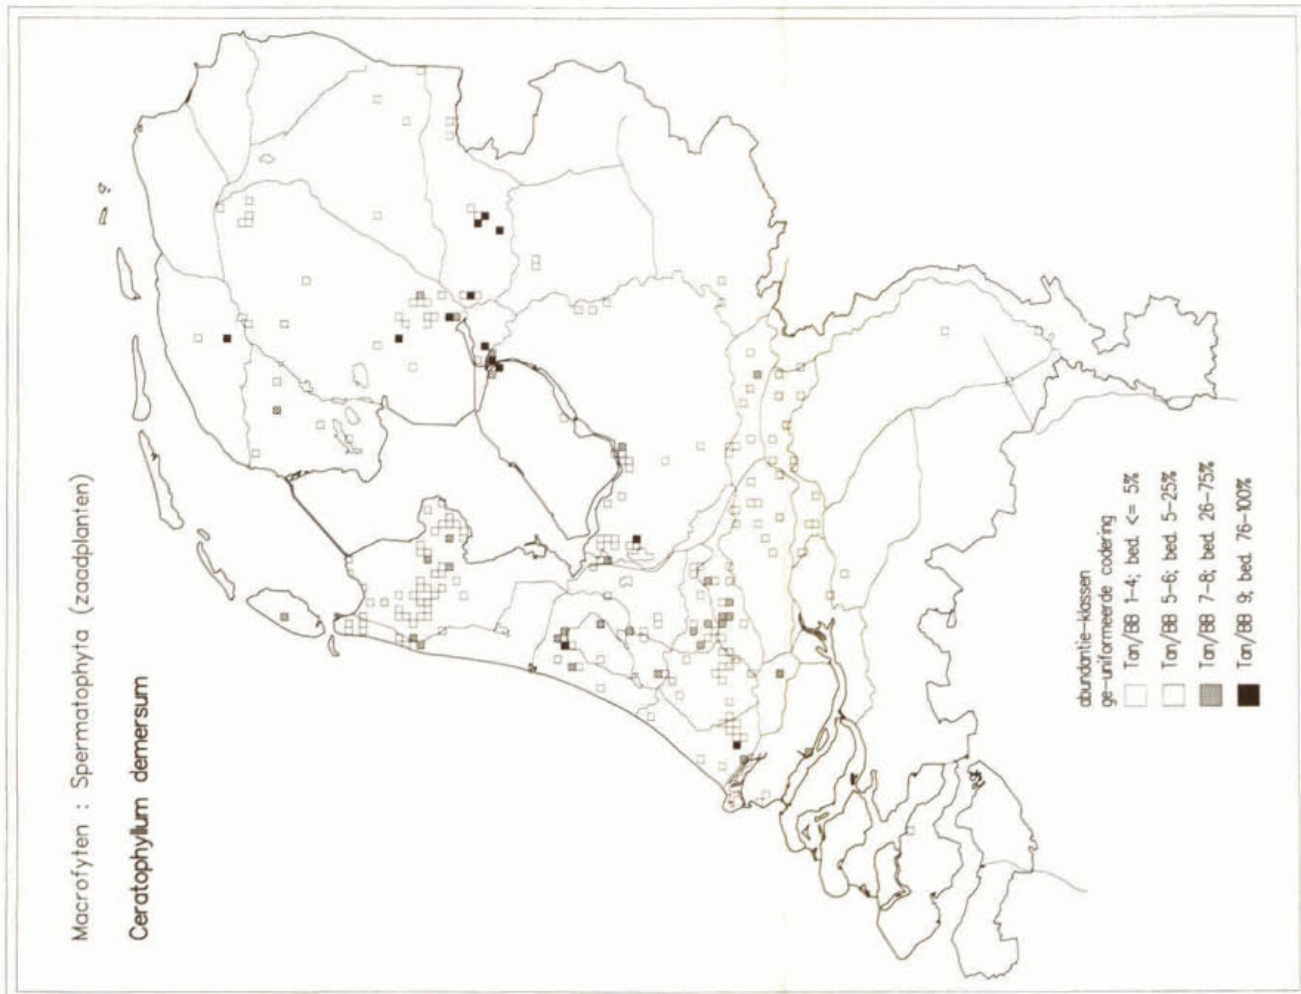 Macrofyten : Spermatophyta (zaadplanten)
Ceratophyllum demersum
abundantie-klassen
ge-uniformeerde codering
Tan/BB 1-4; bed. <= 5%
Tan/BB 5-6; bed. 5-25%
Tan/BB 7-8; bed. 26-75%
Tan/BB 9; bed. 76-100%